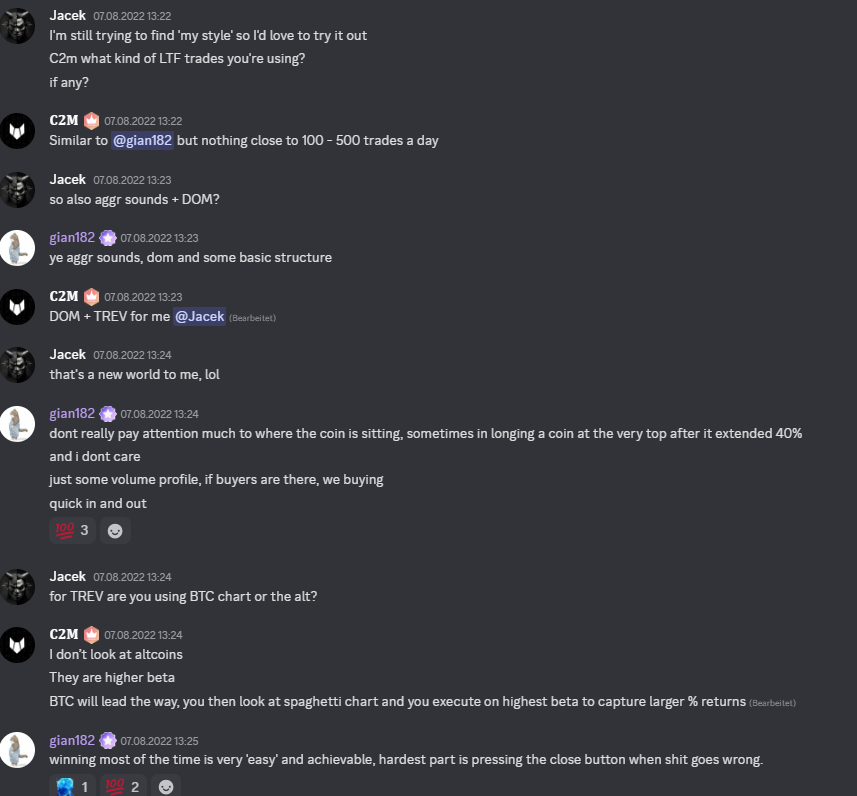 Jacek 07.08.2022 13:22
I'm still trying to find 'my style' so I'd love to try it out
C2m what kind of LTF trades you're using?
if any?
C2M 07.08.2022 13:22
Similar to @gian182 but nothing close to 100 - 500 trades a day
Jacek 07.08.2022 13:23
so also aggr sounds + DOM?
gian182 07.08.2022 13:23
ye aggr sounds, dom and some basic structure
C2M 07.08.2022 13:23
DOM + TREV for me @Jacek (Bearbeitet)
Jacek 07.08.2022 13:24
that's a new world to me, lol
gian182 07.08.2022 13:24
dont really pay attention much to where the coin is sitting, sometimes in longing a coin at the very top after it extended 40%
and i dont care
just some volume profile, if buyers are there, we buying
quick in and out
100 3
Jacek 07.08.2022 13:24
for TREV are you using BTC chart or the alt?
C2M 07.08.2022 13:24
I don't look at altcoins
They are higher beta
BTC will lead the way, you then look at spaghetti chart and you execute on highest beta to capture larger % returns (Bearbeitet)
gian182 07.08.2022 13:25
winning most of the time is very 'easy' and achievable, hardest part is pressing the close button when shit goes wrong.
1 100 2